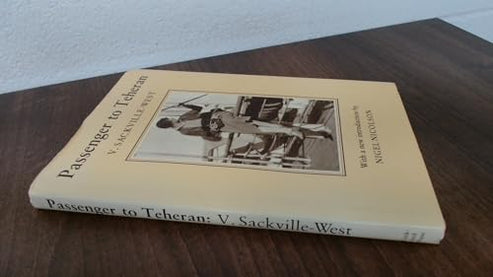 Passenger to Teheran
V. SACKVILLE-WEST
With a new introduction by
NIGEL NICOLSON
Passenger to Teheran: V. Sackville-West